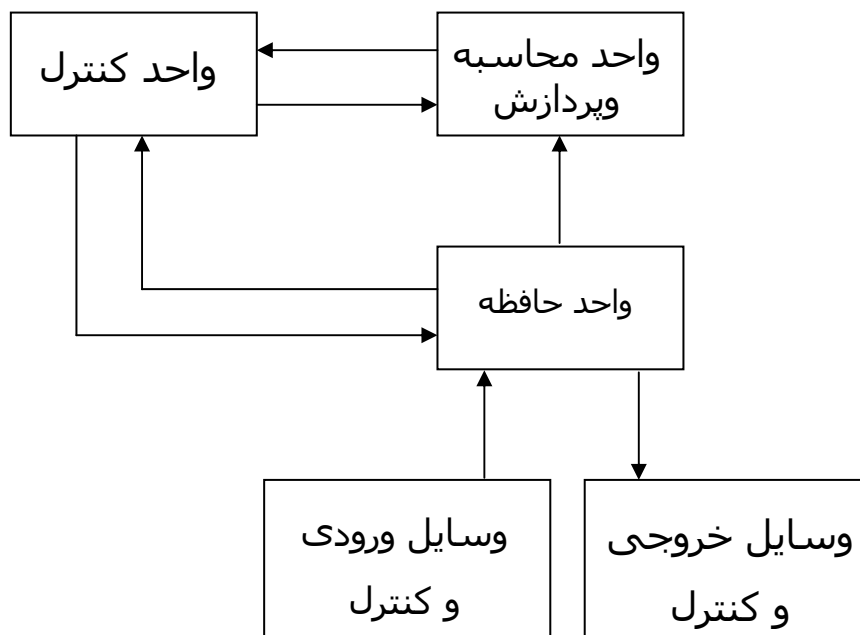 واحد کنترل
واحد محاسبه
وپردازش
واحد حافظه
وسایل ورودی
و کنترل
وسایل خروجی
و کنترل